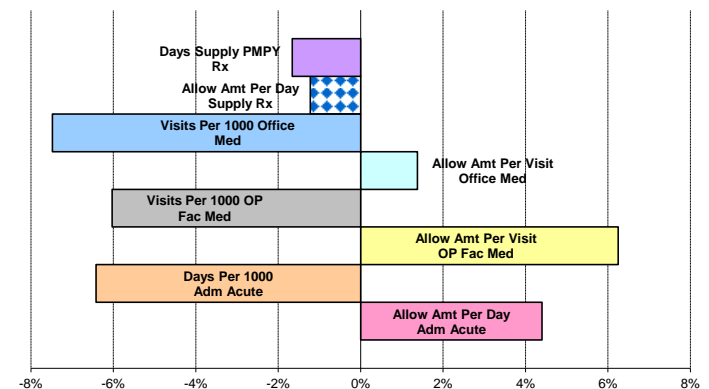 Days Supply PMPY
Rx
Allow Amt Per Day
Supply Rx
Visits Per 1000 Office
Med
Allow Amt Per Visit
Office Med
Visits Per 1000 OP
Fac Med
Allow Amt Per Visit
OP Fac Med
Days Per 1000
Adm Acute
Allow Amt Per Day
Adm Acute
-8% -6% -4% -2% 0% 2% 4% 6% 8%